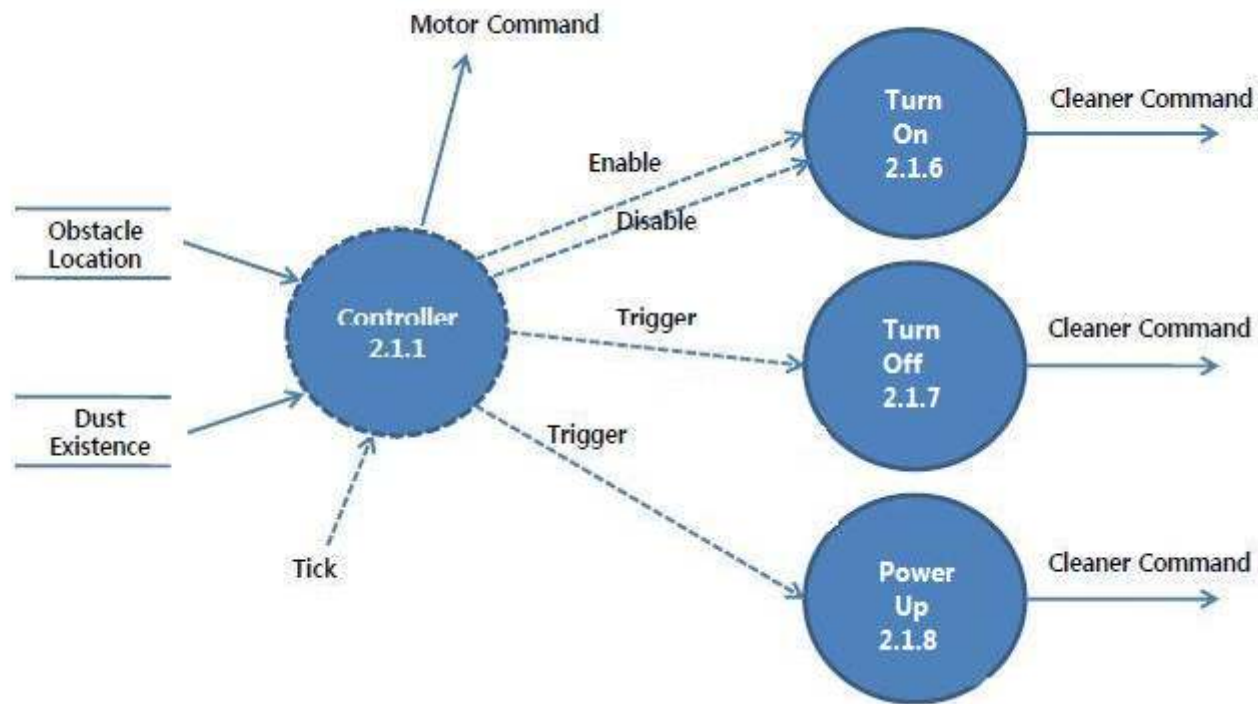 Motor Command
Turn
On
2.1.6
Cleaner Command
Enable
Disable
Obstacle
Location
Controller
2.1.1
Trigger
Turn
Off
2.1.7
Cleaner Command
Dust
Existence
Trigger
Tick
Power
Up
2.1.8
Cleaner Command